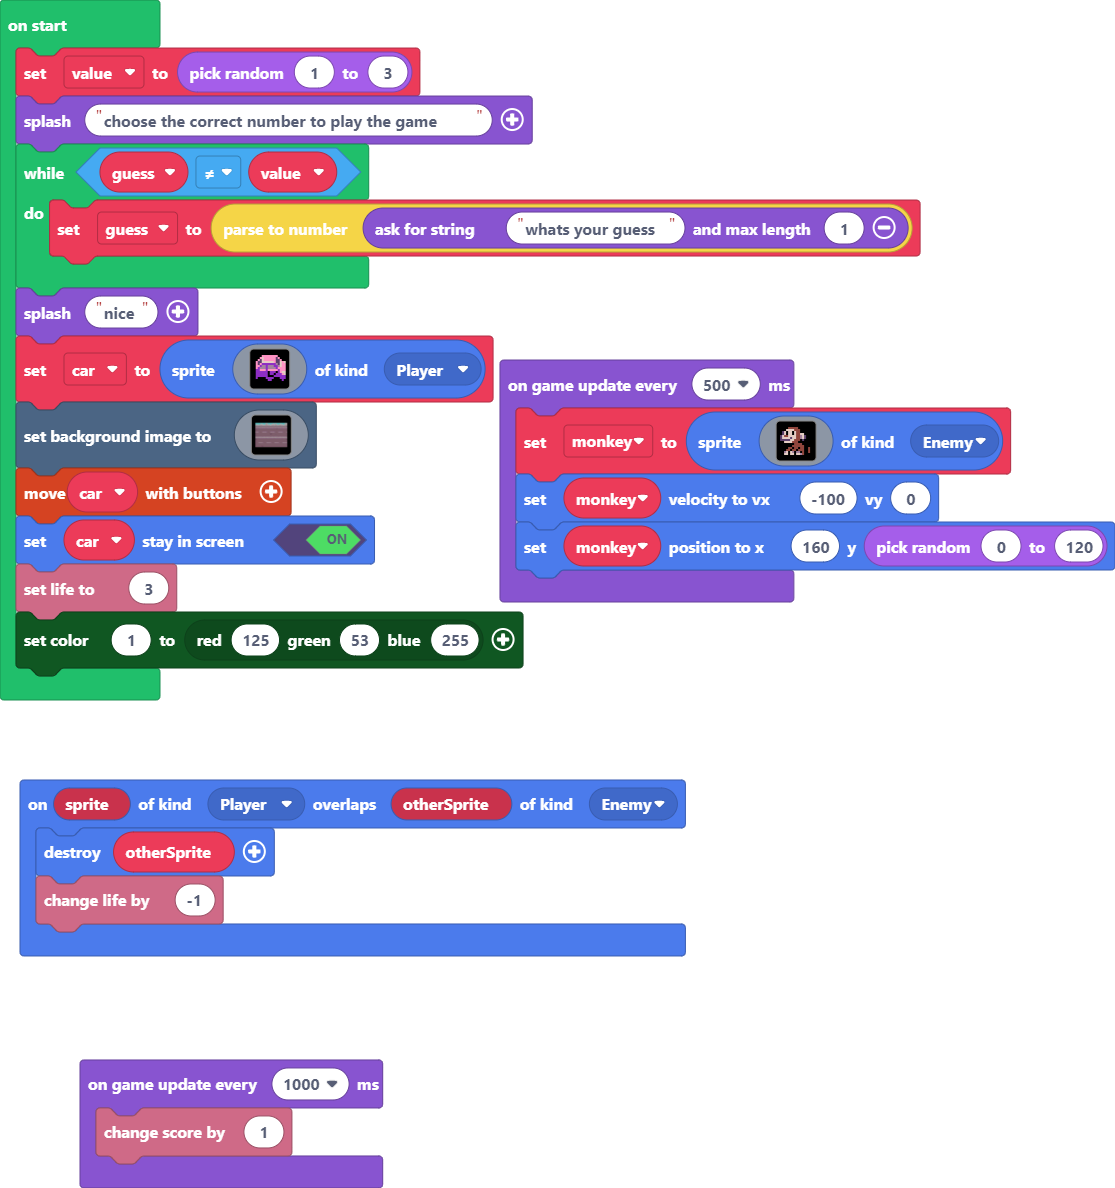 on start
set value to pick random 1 to 3
splash "choose the correct number to play the game"
while guess ≠ value
do set guess to parse to number ask for string "whats your guess" and max length 1
splash "nice"
set car to sprite of kind Player
set background image to
move car with buttons
set car stay in screen ON
set life to 3
set color 1 to red 125 green 53 blue 255
on game update every 500 ms
set monkey to sprite of kind Enemy
set monkey velocity to vx -100 vy 0
set monkey position to x 160 y pick random 0 to 120
on sprite of kind Player overlaps otherSprite of kind Enemy
destroy otherSprite
change life by -1
on game update every 1000 ms
change score by 1